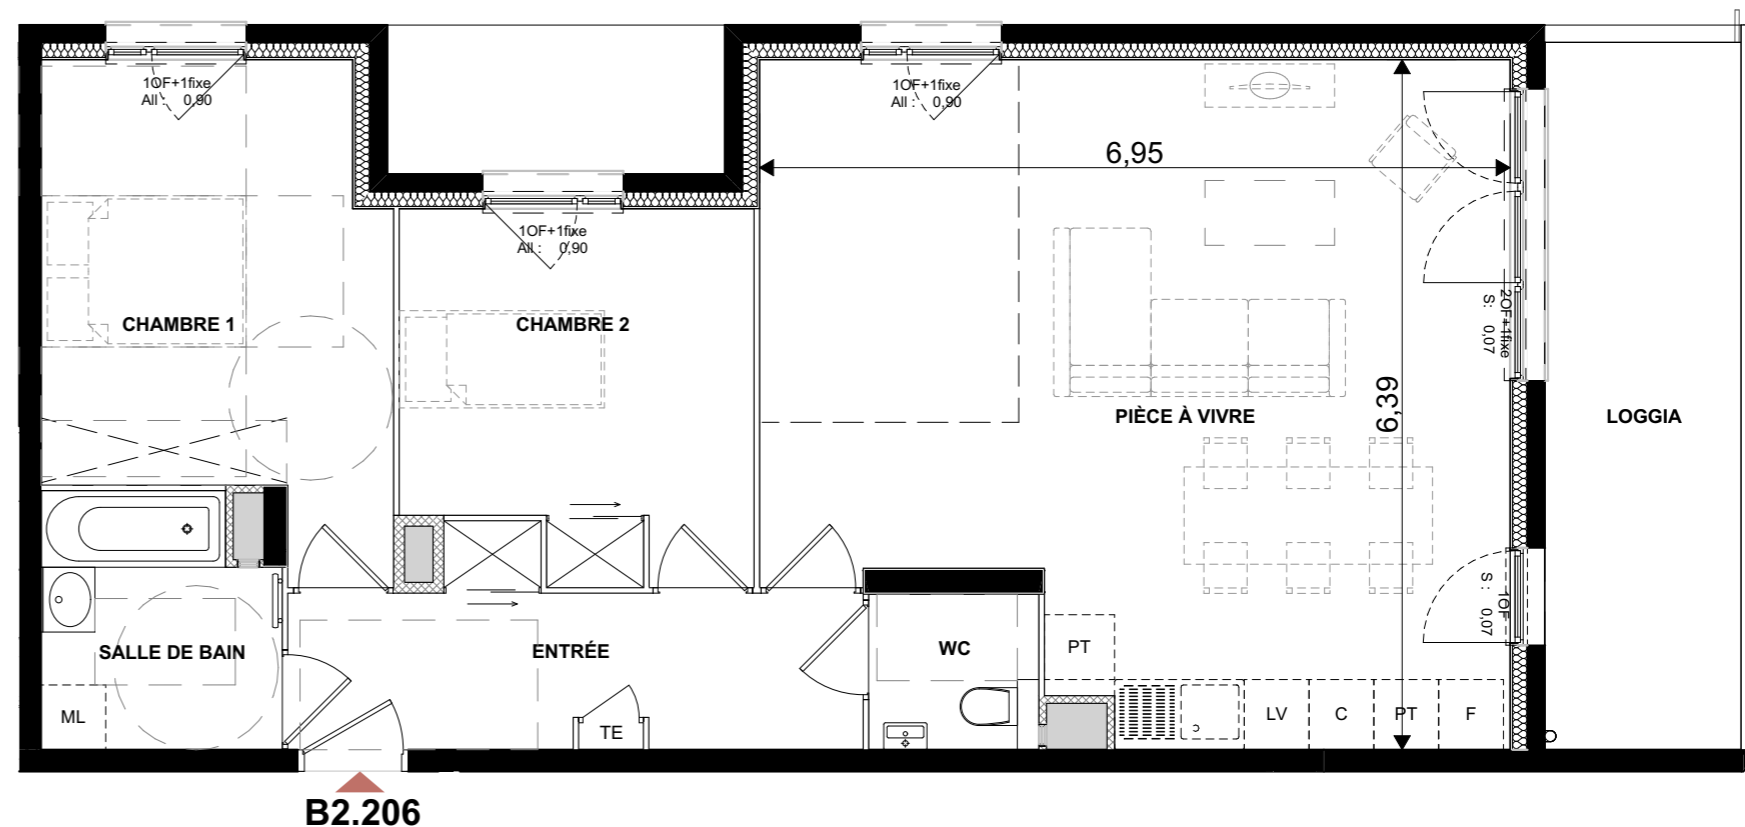 1OF+1fixe
All : 0,90
1OF+1fixe
All : 0,90
6,95
1OF+1fixe
All : 0,90
CHAMBRE 1
CHAMBRE 2
2OF+1fixe
S: 0,07
6,39
PIÈCE À VIVRE
LOGGIA
1OF
S : 0,07
SALLE DE BAIN
ENTRÉE
WC
PT
ML
TE
LV
C
PT
F
B2.206